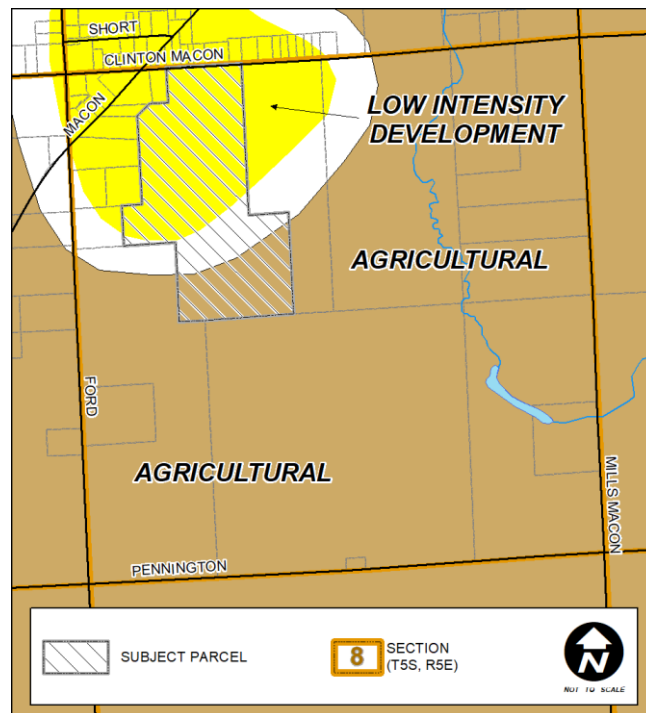 SHORT
CLINTON MACON
MACON
LOW INTENSITY
DEVELOPMENT
AGRICULTURAL
FORD
AGRICULTURAL
MILLS MACON
PENNINGTON
SUBJECT PARCEL
8
SECTION
(T5S, R5E)
N
NOT TO SCALE